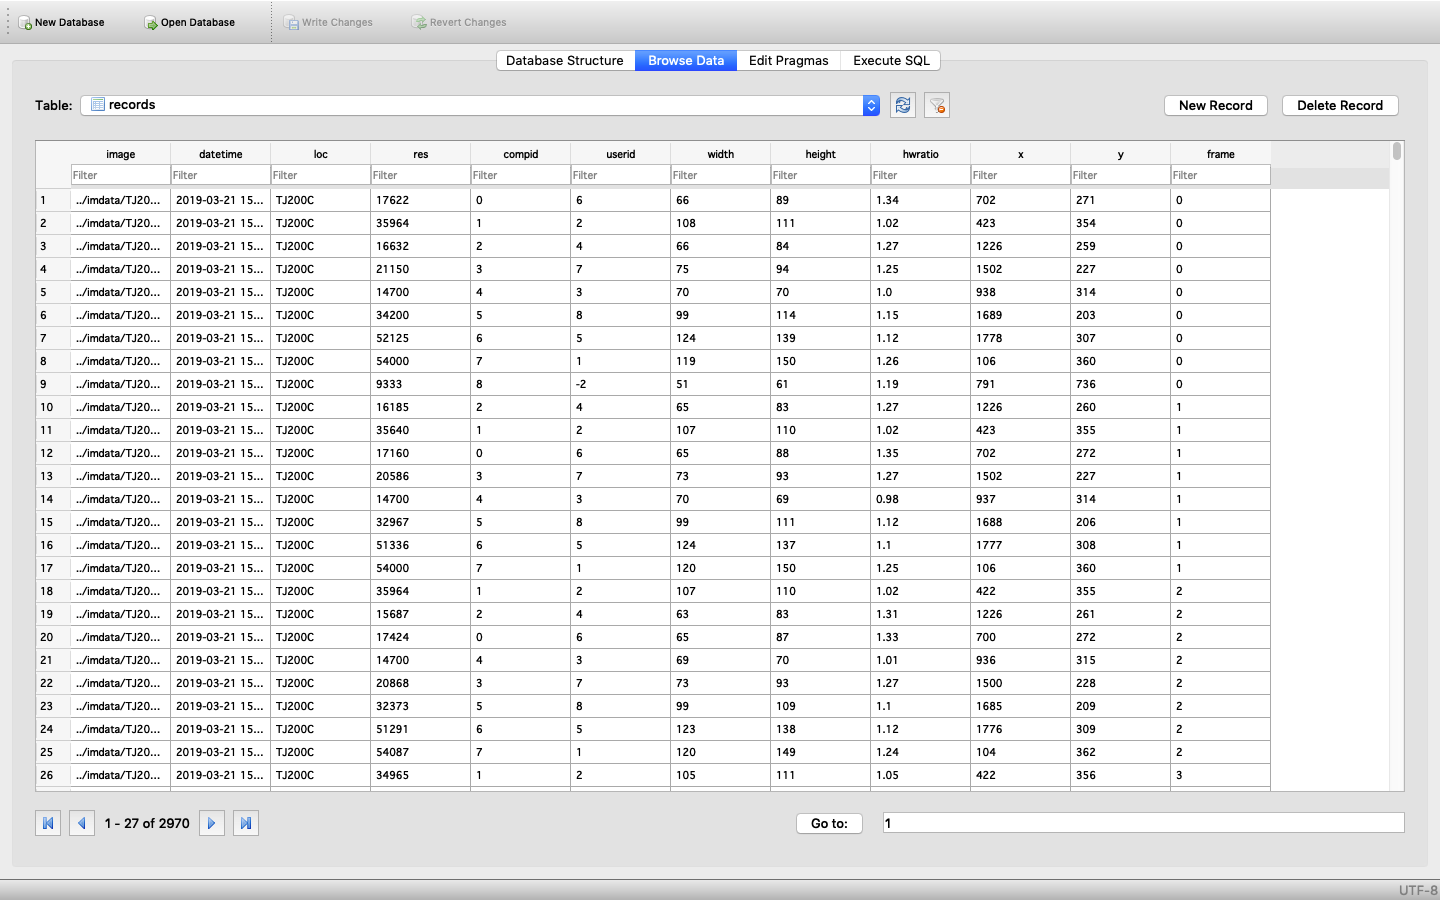 New Database Open Database Write Changes Revert Changes
Database Structure Browse Data Edit Pragmas Execute SQL
Table: records New Record Delete Record
image datetime loc res compid userid width height hwratio x y frame
Filter Filter Filter Filter Filter Filter Filter Filter Filter Filter Filter Filter
1 ../imdata/TJ20... 2019-03-21 15... TJ200C 17622 0 6 66 89 1.34 702 271 0
2 ../imdata/TJ20... 2019-03-21 15... TJ200C 35964 1 2 108 111 1.02 423 354 0
3 ../imdata/TJ20... 2019-03-21 15... TJ200C 16632 2 4 66 84 1.27 1226 259 0
4 ../imdata/TJ20... 2019-03-21 15... TJ200C 21150 3 7 75 94 1.25 1502 227 0
5 ../imdata/TJ20... 2019-03-21 15... TJ200C 14700 4 3 70 70 1.0 938 314 0
6 ../imdata/TJ20... 2019-03-21 15... TJ200C 34200 5 8 99 114 1.15 1689 203 0
7 ../imdata/TJ20... 2019-03-21 15... TJ200C 52125 6 5 124 139 1.12 1778 307 0
8 ../imdata/TJ20... 2019-03-21 15... TJ200C 54000 7 1 119 150 1.26 106 360 0
9 ../imdata/TJ20... 2019-03-21 15... TJ200C 9333 8 -2 51 61 1.19 791 736 0
10 ../imdata/TJ20... 2019-03-21 15... TJ200C 16185 2 4 65 83 1.27 1226 260 1
11 ../imdata/TJ20... 2019-03-21 15... TJ200C 35640 1 2 107 110 1.02 423 355 1
12 ../imdata/TJ20... 2019-03-21 15... TJ200C 17160 0 6 65 88 1.35 702 272 1
13 ../imdata/TJ20... 2019-03-21 15... TJ200C 20586 3 7 73 93 1.27 1502 227 1
14 ../imdata/TJ20... 2019-03-21 15... TJ200C 14700 4 3 70 69 0.98 937 314 1
15 ../imdata/TJ20... 2019-03-21 15... TJ200C 32967 5 8 99 111 1.12 1688 206 1
16 ../imdata/TJ20... 2019-03-21 15... TJ200C 51336 6 5 124 137 1.1 1777 308 1
17 ../imdata/TJ20... 2019-03-21 15... TJ200C 54000 7 1 120 150 1.25 106 360 1
18 ../imdata/TJ20... 2019-03-21 15... TJ200C 35964 1 2 107 110 1.02 422 355 2
19 ../imdata/TJ20... 2019-03-21 15... TJ200C 15687 2 4 63 83 1.31 1226 261 2
20 ../imdata/TJ20... 2019-03-21 15... TJ200C 17424 0 6 65 87 1.33 700 272 2
21 ../imdata/TJ20... 2019-03-21 15... TJ200C 14700 4 3 69 70 1.01 936 315 2
22 ../imdata/TJ20... 2019-03-21 15... TJ200C 20868 3 7 73 93 1.27 1500 228 2
23 ../imdata/TJ20... 2019-03-21 15... TJ200C 32373 5 8 99 109 1.1 1685 209 2
24 ../imdata/TJ20... 2019-03-21 15... TJ200C 51291 6 5 123 138 1.12 1776 309 2
25 ../imdata/TJ20... 2019-03-21 15... TJ200C 54087 7 1 120 149 1.24 104 362 2
26 ../imdata/TJ20... 2019-03-21 15... TJ200C 34965 1 2 105 111 1.05 422 356 3
1 - 27 of 2970 Go to: 1
UTF-8